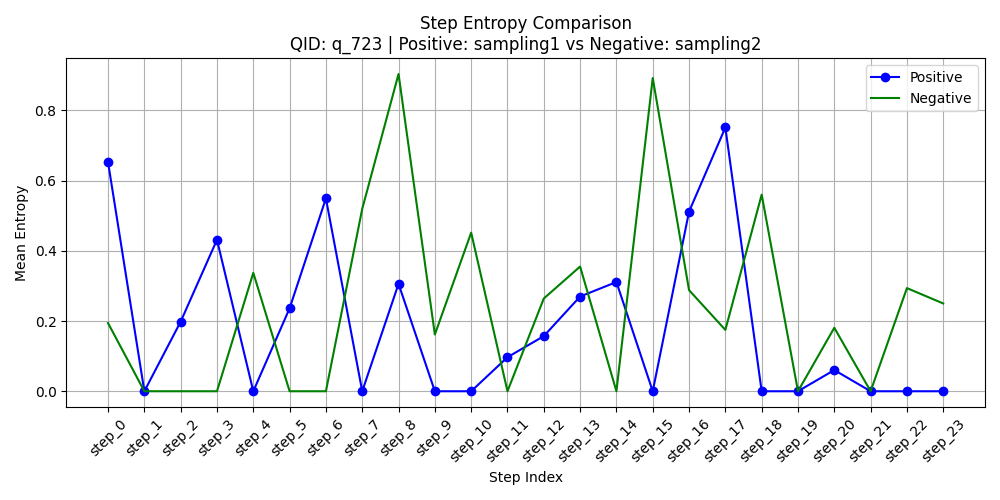 Step Entropy Comparison
QID: q_723 | Positive: sampling1 vs Negative: sampling2
Positive
Negative
Mean Entropy
0.8
0.6
0.4
0.2
0.0
step_0
step_1
step_2
step_3
step_4
step_5
step_6
step_7
step_8
step_9
step_10
step_11
step_12
step_13
step_14
step_15
step_16
step_17
step_18
step_19
step_20
step_21
step_22
step_23
Step Index